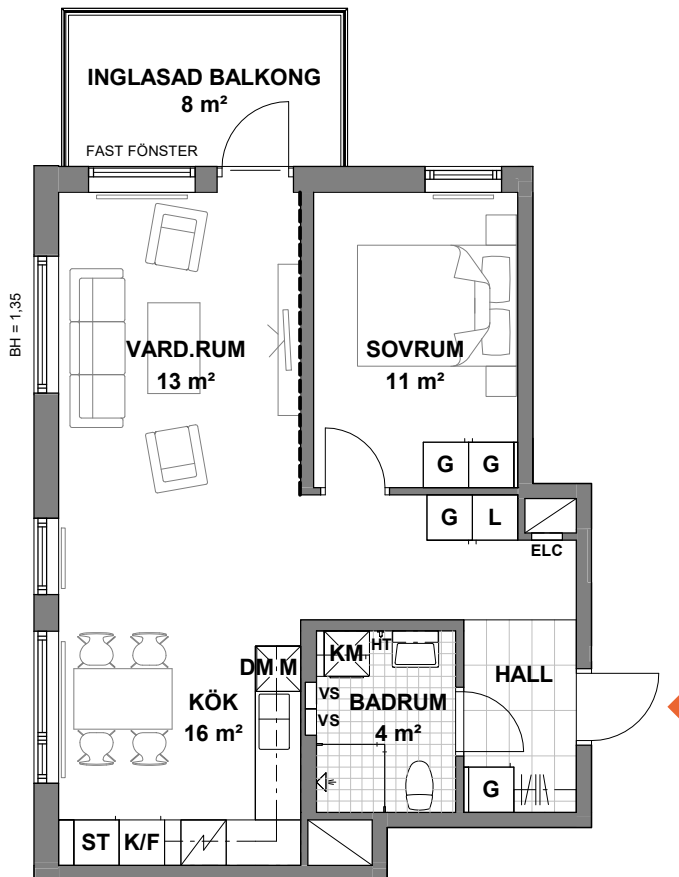 INGLASAD BALKONG
8 m²
FAST FÖNSTER
BH = 1,35
VARD.RUM
13 m²
SOVRUM
11 m²
G G
G L
ELC
KM
HT
DM M
HALL
VS
VS
BADRUM
4 m²
KÖK
16 m²
G
ST K/F